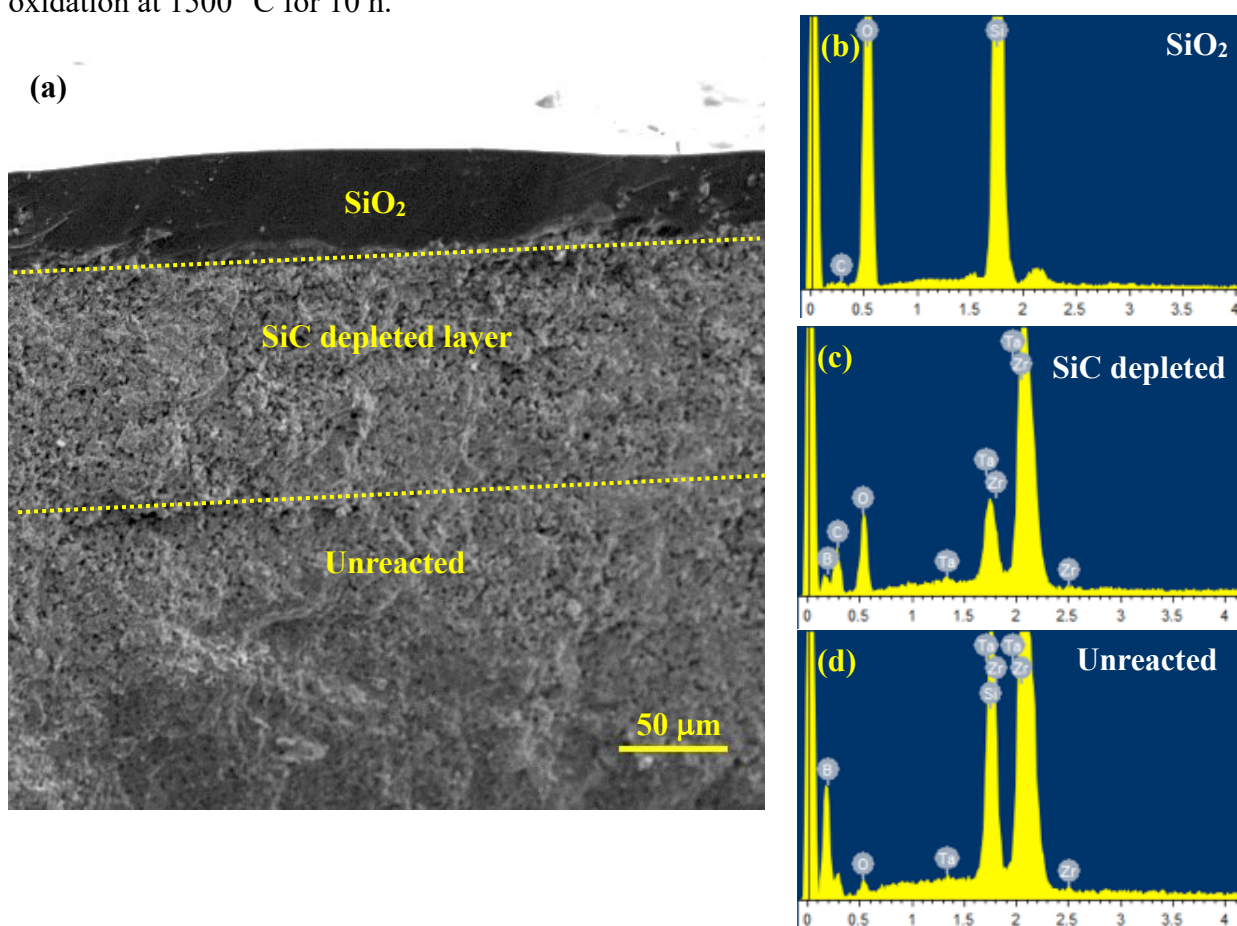 oxidation at 1500 °C for 10 h.
(a)
SiO₂
SiC depleted layer
Unreacted
50 μm
(b)
SiO₂
O
Si
C
0 0.5 1 1.5 2 2.5 3 3.5 4
(c)
SiC depleted
Ta
Zr
Ta
Zr
O
C
B
Ta
Zr
0 0.5 1 1.5 2 2.5 3 3.5 4
(d)
Unreacted
Ta Ta
Zr Zr
Si
B
O
Ta
Zr
0 0.5 1 1.5 2 2.5 3 3.5 4